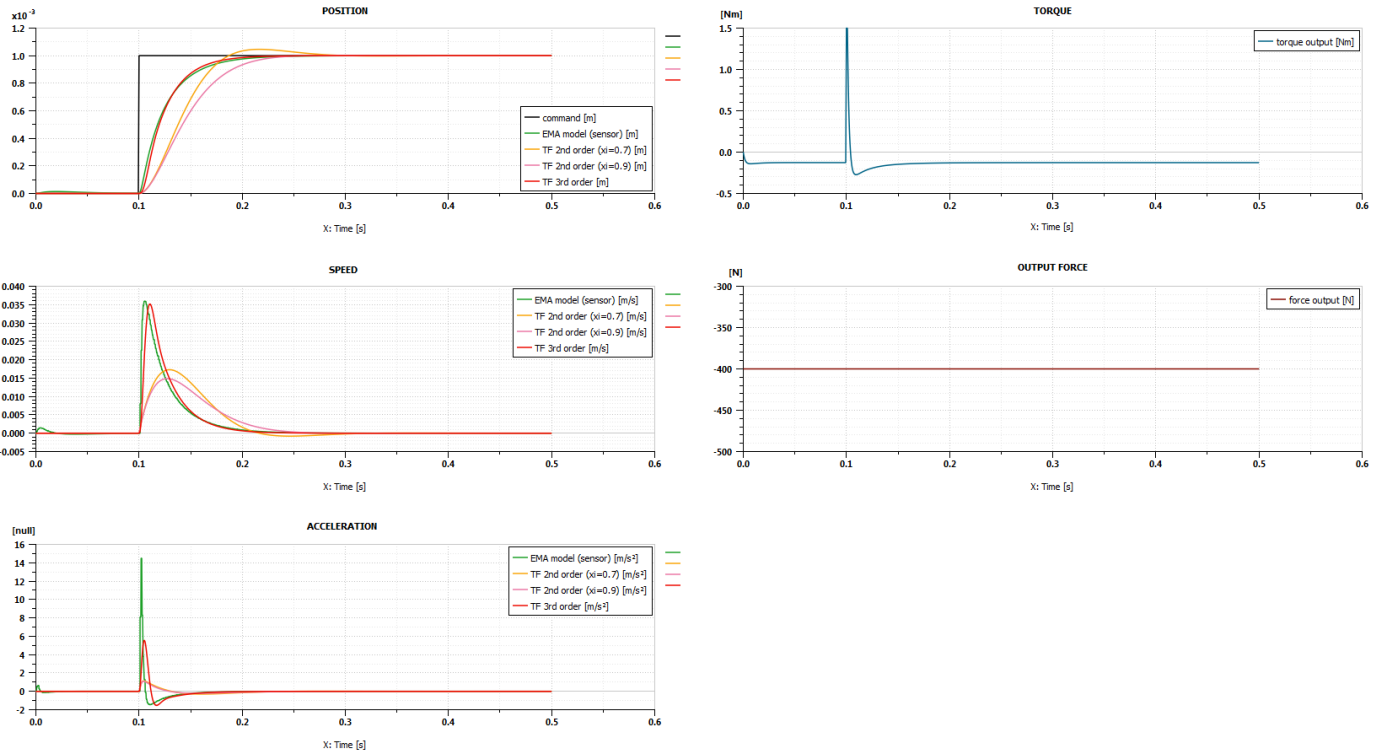 POSITION
x10⁻³
1.2
1.0
0.8
0.6
0.4
0.2
0.0
command [m]
EMA model (sensor) [m]
TF 2nd order (xi=0.7) [m]
TF 2nd order (xi=0.9) [m]
TF 3rd order [m]
0.0 0.1 0.2 0.3 0.4 0.5 0.6
X: Time [s]
TORQUE
[Nm]
1.5
1.0
0.5
0.0
-0.5
torque output [Nm]
0.0 0.1 0.2 0.3 0.4 0.5 0.6
X: Time [s]
SPEED
0.040
0.035
0.030
0.025
0.020
0.015
0.010
0.005
0.000
-0.005
EMA model (sensor) [m/s]
TF 2nd order (xi=0.7) [m/s]
TF 2nd order (xi=0.9) [m/s]
TF 3rd order [m/s]
0.0 0.1 0.2 0.3 0.4 0.5 0.6
X: Time [s]
OUTPUT FORCE
[N]
-300
-350
-400
-450
-500
force output [N]
0.0 0.1 0.2 0.3 0.4 0.5 0.6
X: Time [s]
ACCELERATION
[null]
16
14
12
10
8
6
4
2
0
-2
EMA model (sensor) [m/s²]
TF 2nd order (xi=0.7) [m/s²]
TF 2nd order (xi=0.9) [m/s²]
TF 3rd order [m/s²]
0.0 0.1 0.2 0.3 0.4 0.5 0.6
X: Time [s]